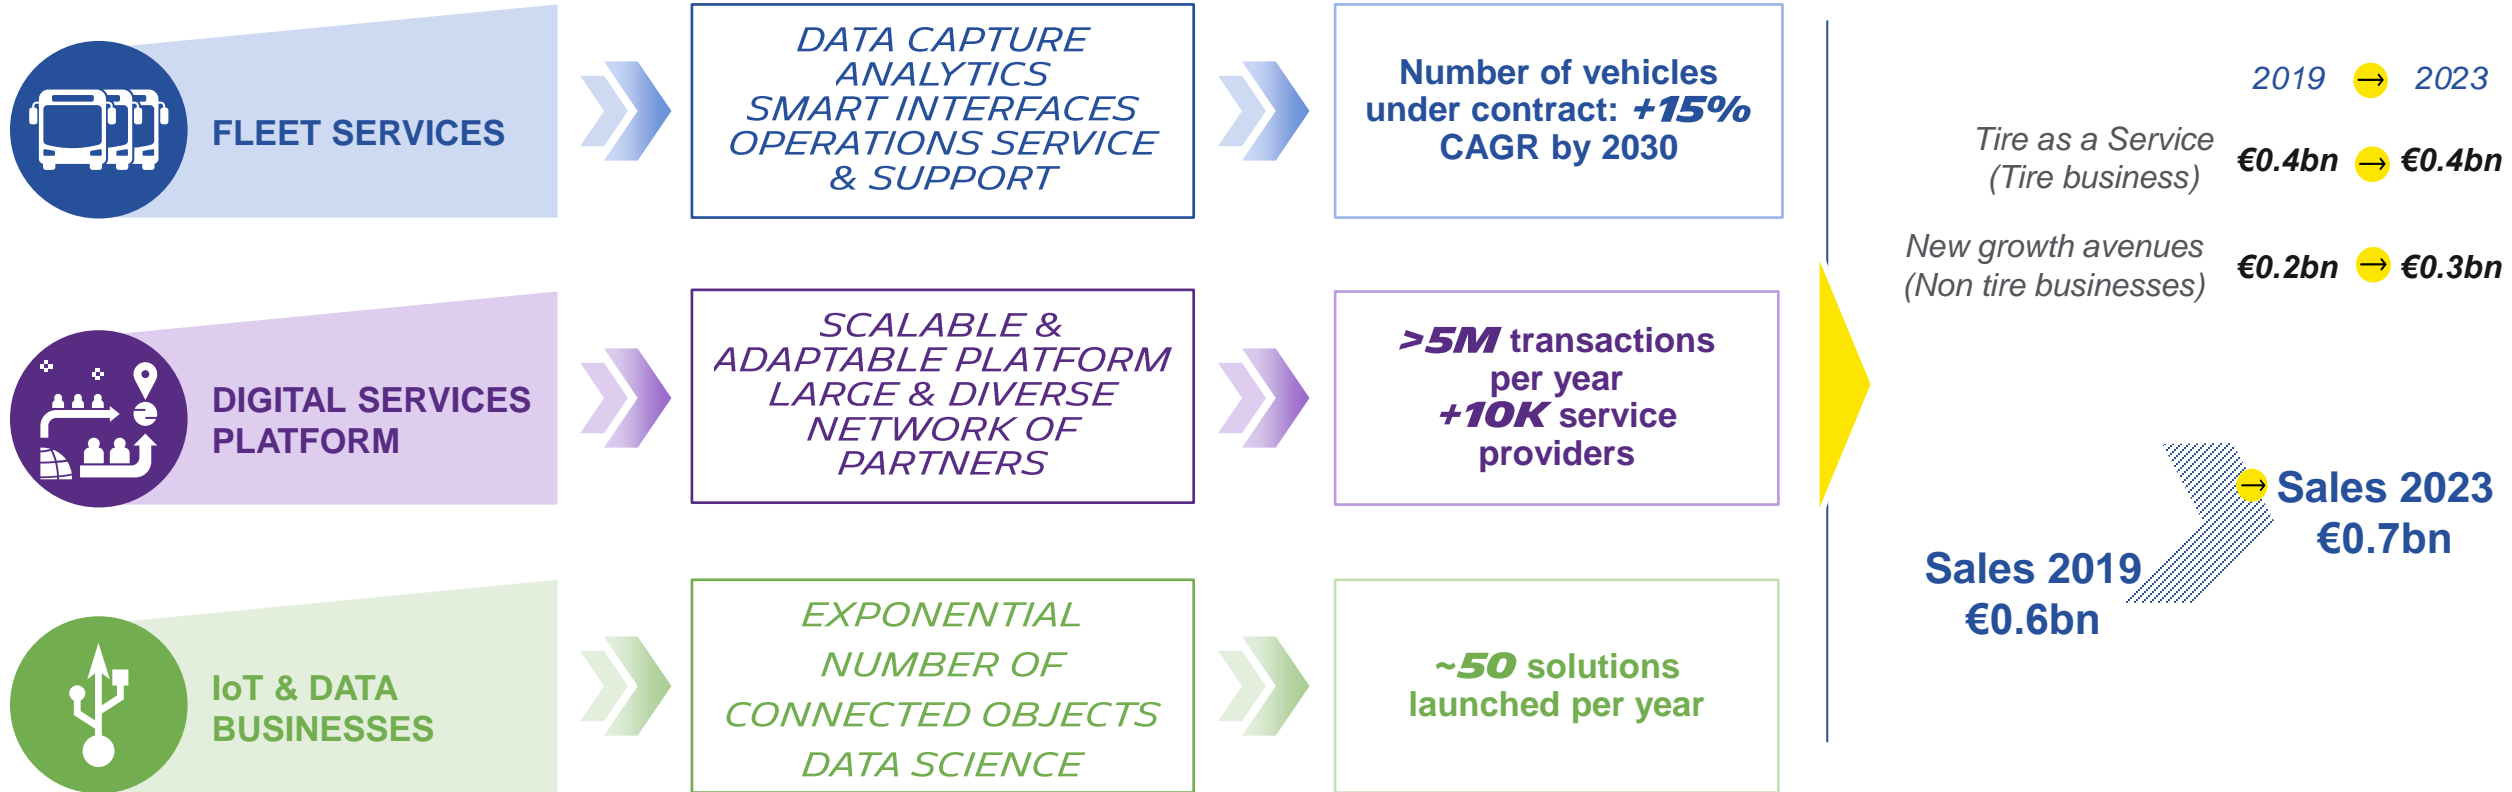 FLEET SERVICES
DATA CAPTURE
ANALYTICS
SMART INTERFACES
OPERATIONS SERVICE
& SUPPORT
Number of vehicles
under contract: +15%
CAGR by 2030
DIGITAL SERVICES
PLATFORM
SCALABLE &
ADAPTABLE PLATFORM
LARGE & DIVERSE
NETWORK OF
PARTNERS
>5M transactions
per year
+10K service
providers
IoT & DATA
BUSINESSES
EXPONENTIAL
NUMBER OF
CONNECTED OBJECTS
DATA SCIENCE
~50 solutions
launched per year
2019 → 2023
Tire as a Service
(Tire business)
€0.4bn → €0.4bn
New growth avenues
(Non tire businesses)
€0.2bn → €0.3bn
Sales 2019
€0.6bn
→ Sales 2023
€0.7bn